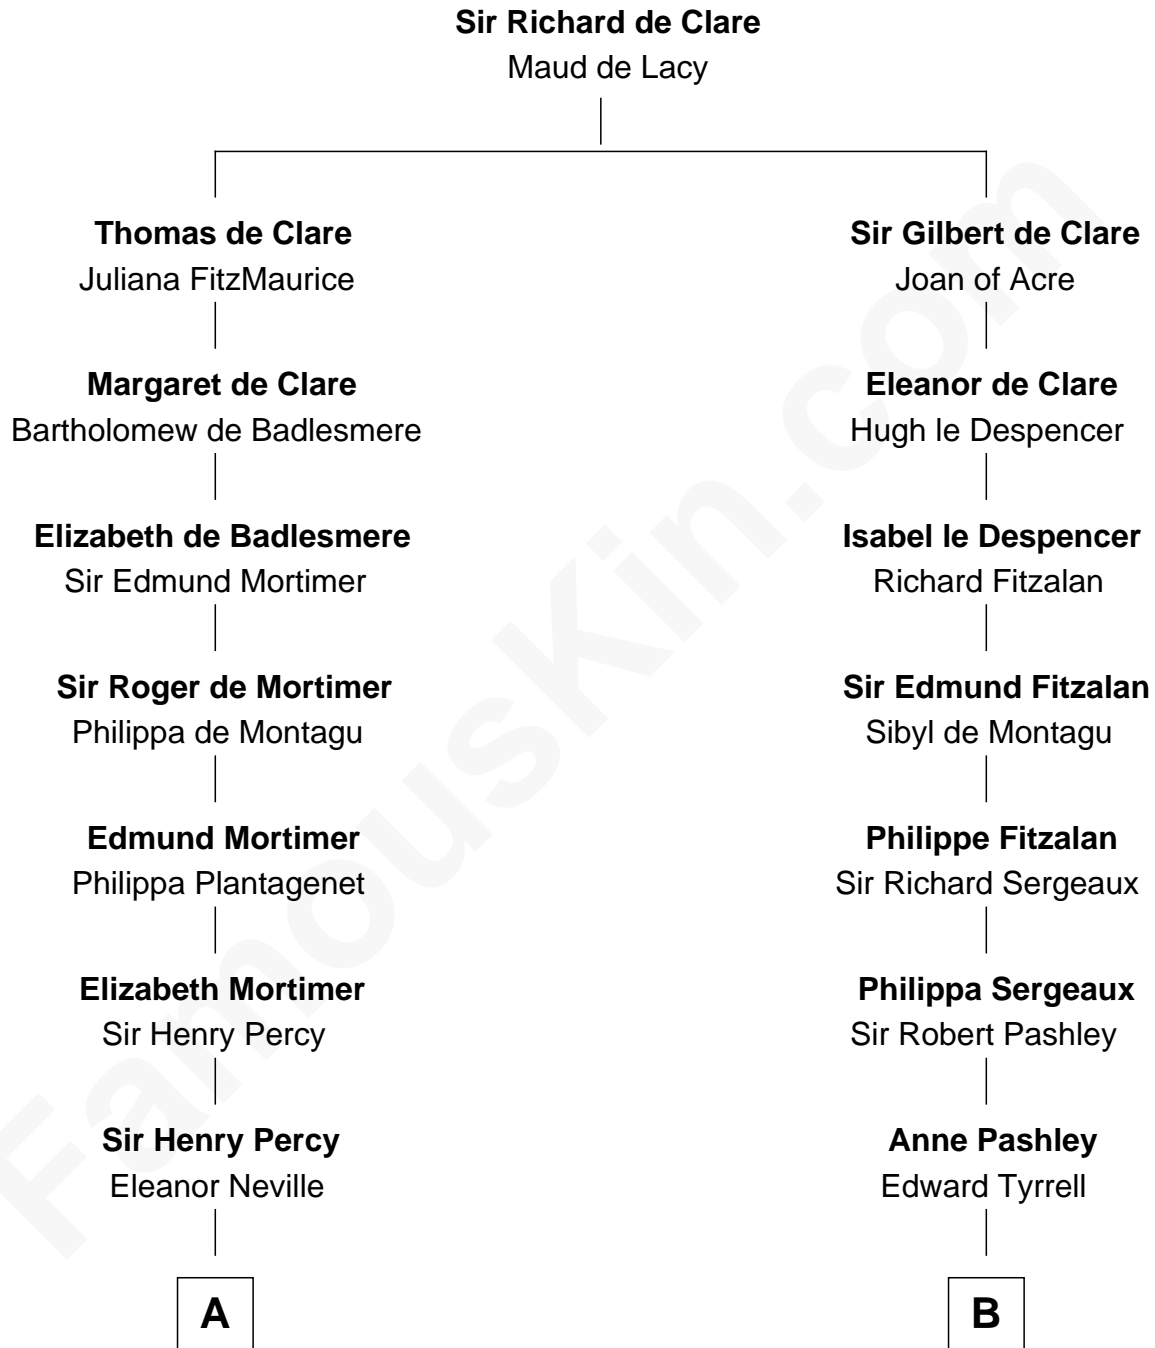 Sir Richard de Clare
Maud de Lacy
Thomas de Clare
Juliana FitzMaurice
Sir Gilbert de Clare
Joan of Acre
Margaret de Clare
Bartholomew de Badlesmere
Eleanor de Clare
Hugh le Despencer
Elizabeth de Badlesmere
Sir Edmund Mortimer
Isabel le Despencer
Richard Fitzalan
Sir Roger de Mortimer
Philippa de Montagu
Sir Edmund Fitzalan
Sibyl de Montagu
Edmund Mortimer
Philippa Plantagenet
Philippe Fitzalan
Sir Richard Sergeaux
Elizabeth Mortimer
Sir Henry Percy
Philippa Sergeaux
Sir Robert Pashley
Sir Henry Percy
Eleanor Neville
Anne Pashley
Edward Tyrrell
A
B
FamousKin.com